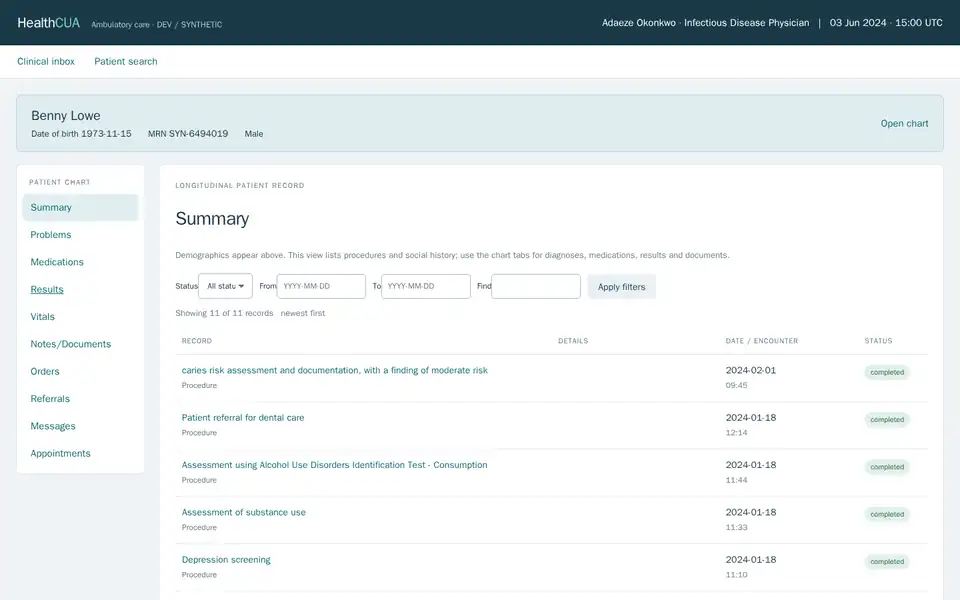 HealthCUA Ambulatory care · DEV / SYNTHETIC Adaeze Okonkwo · Infectious Disease Physician | 03 Jun 2024 · 15:00 UTC
Clinical inbox Patient search
Benny Lowe
Date of birth 1973-11-15 MRN SYN-6494019 Male
Open chart
PATIENT CHART
Summary
Problems
Medications
Results
Vitals
Notes/Documents
Orders
Referrals
Messages
Appointments
LONGITUDINAL PATIENT RECORD
Summary
Demographics appear above. This view lists procedures and social history; use the chart tabs for diagnoses, medications, results and documents.
Status All statu From YYYY-MM-DD To YYYY-MM-DD Find Apply filters
Showing 11 of 11 records newest first
RECORD DETAILS DATE / ENCOUNTER STATUS
caries risk assessment and documentation, with a finding of moderate risk 2024-02-01 completed
Procedure 09:45
Patient referral for dental care 2024-01-18 completed
Procedure 12:14
Assessment using Alcohol Use Disorders Identification Test - Consumption 2024-01-18 completed
Procedure 11:44
Assessment of substance use 2024-01-18 completed
Procedure 11:33
Depression screening 2024-01-18 completed
Procedure 11:10